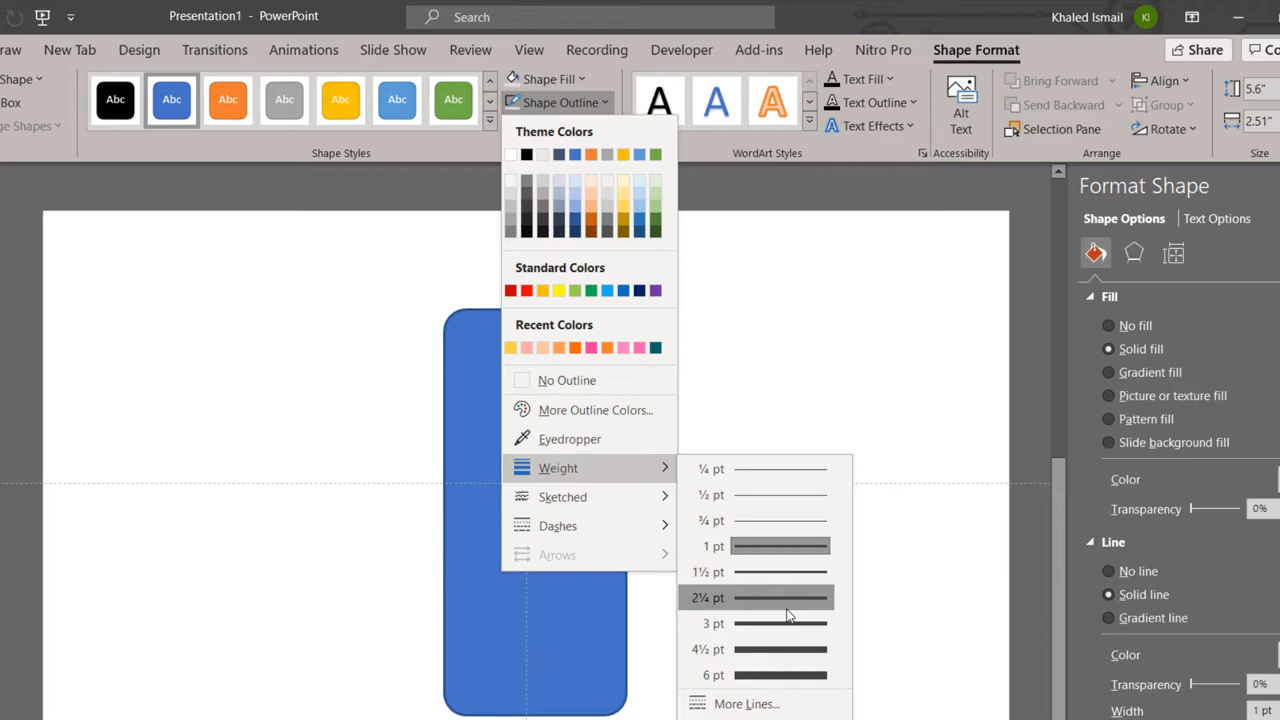 Presentation1 - PowerPoint
Search
Khaled Ismail KI
raw New Tab Design Transitions Animations Slide Show Review View Recording Developer Add-ins Help Nitro Pro Shape Format Share Co
Shape
Box
nge Shapes
Abc Abc Abc Abc Abc Abc Abc
Shape Fill
Shape Outline
Shape Styles
A A A
Text Fill
Text Outline
Text Effects
WordArt Styles
Alt
Text
Accessibility
Bring Forward
Send Backward
Selection Pane
Align
Group
Rotate
Arrange
5.6"
2.51"
Size
Theme Colors
Standard Colors
Recent Colors
No Outline
More Outline Colors...
Eyedropper
Weight
Sketched
Dashes
Arrows
¼ pt
½ pt
¾ pt
1 pt
1½ pt
2¼ pt
3 pt
4½ pt
6 pt
More Lines...
Format Shape
Shape Options Text Options
Fill
No fill
Solid fill
Gradient fill
Picture or texture fill
Pattern fill
Slide background fill
Color
Transparency 0%
Line
No line
Solid line
Gradient line
Color
Transparency 0%
Width 1 pt